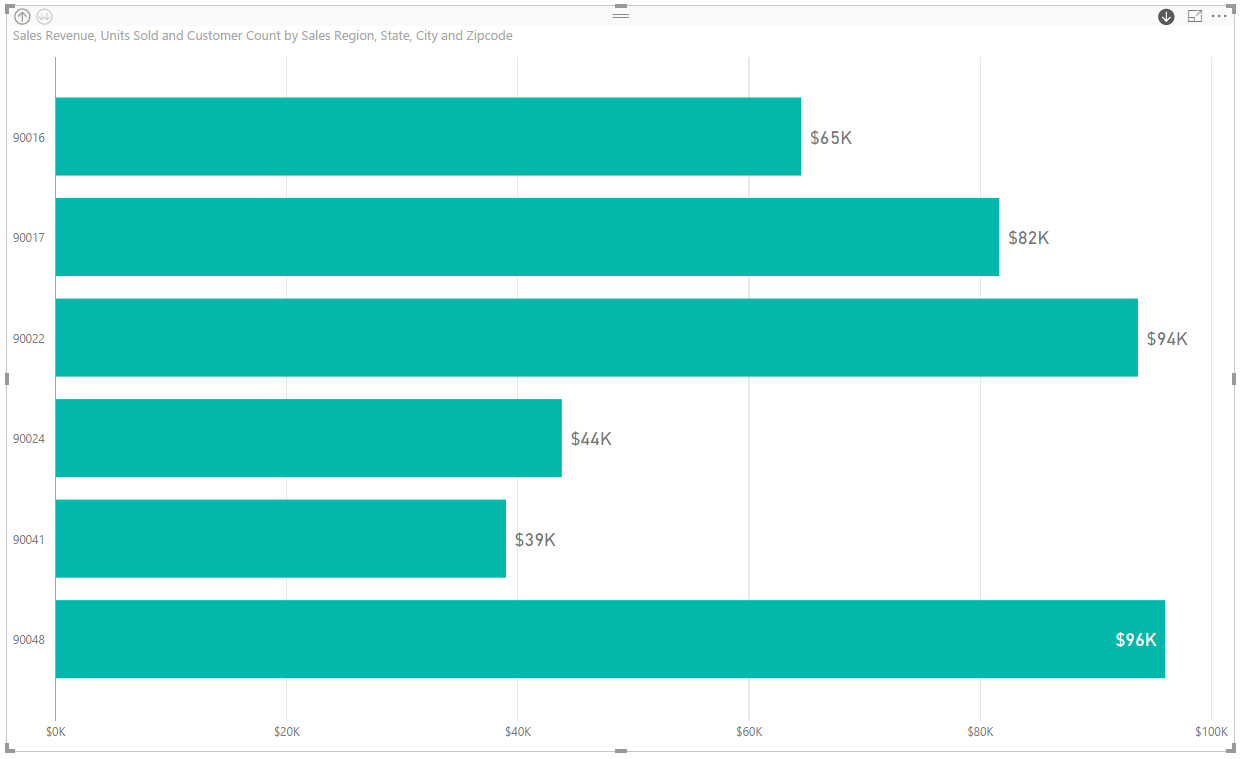 Sales Revenue, Units Sold and Customer Count by Sales Region, State, City and Zipcode
90016 $65K
90017 $82K
90022 $94K
90024 $44K
90041 $39K
90048 $96K
$0K $20K $40K $60K $80K $100K